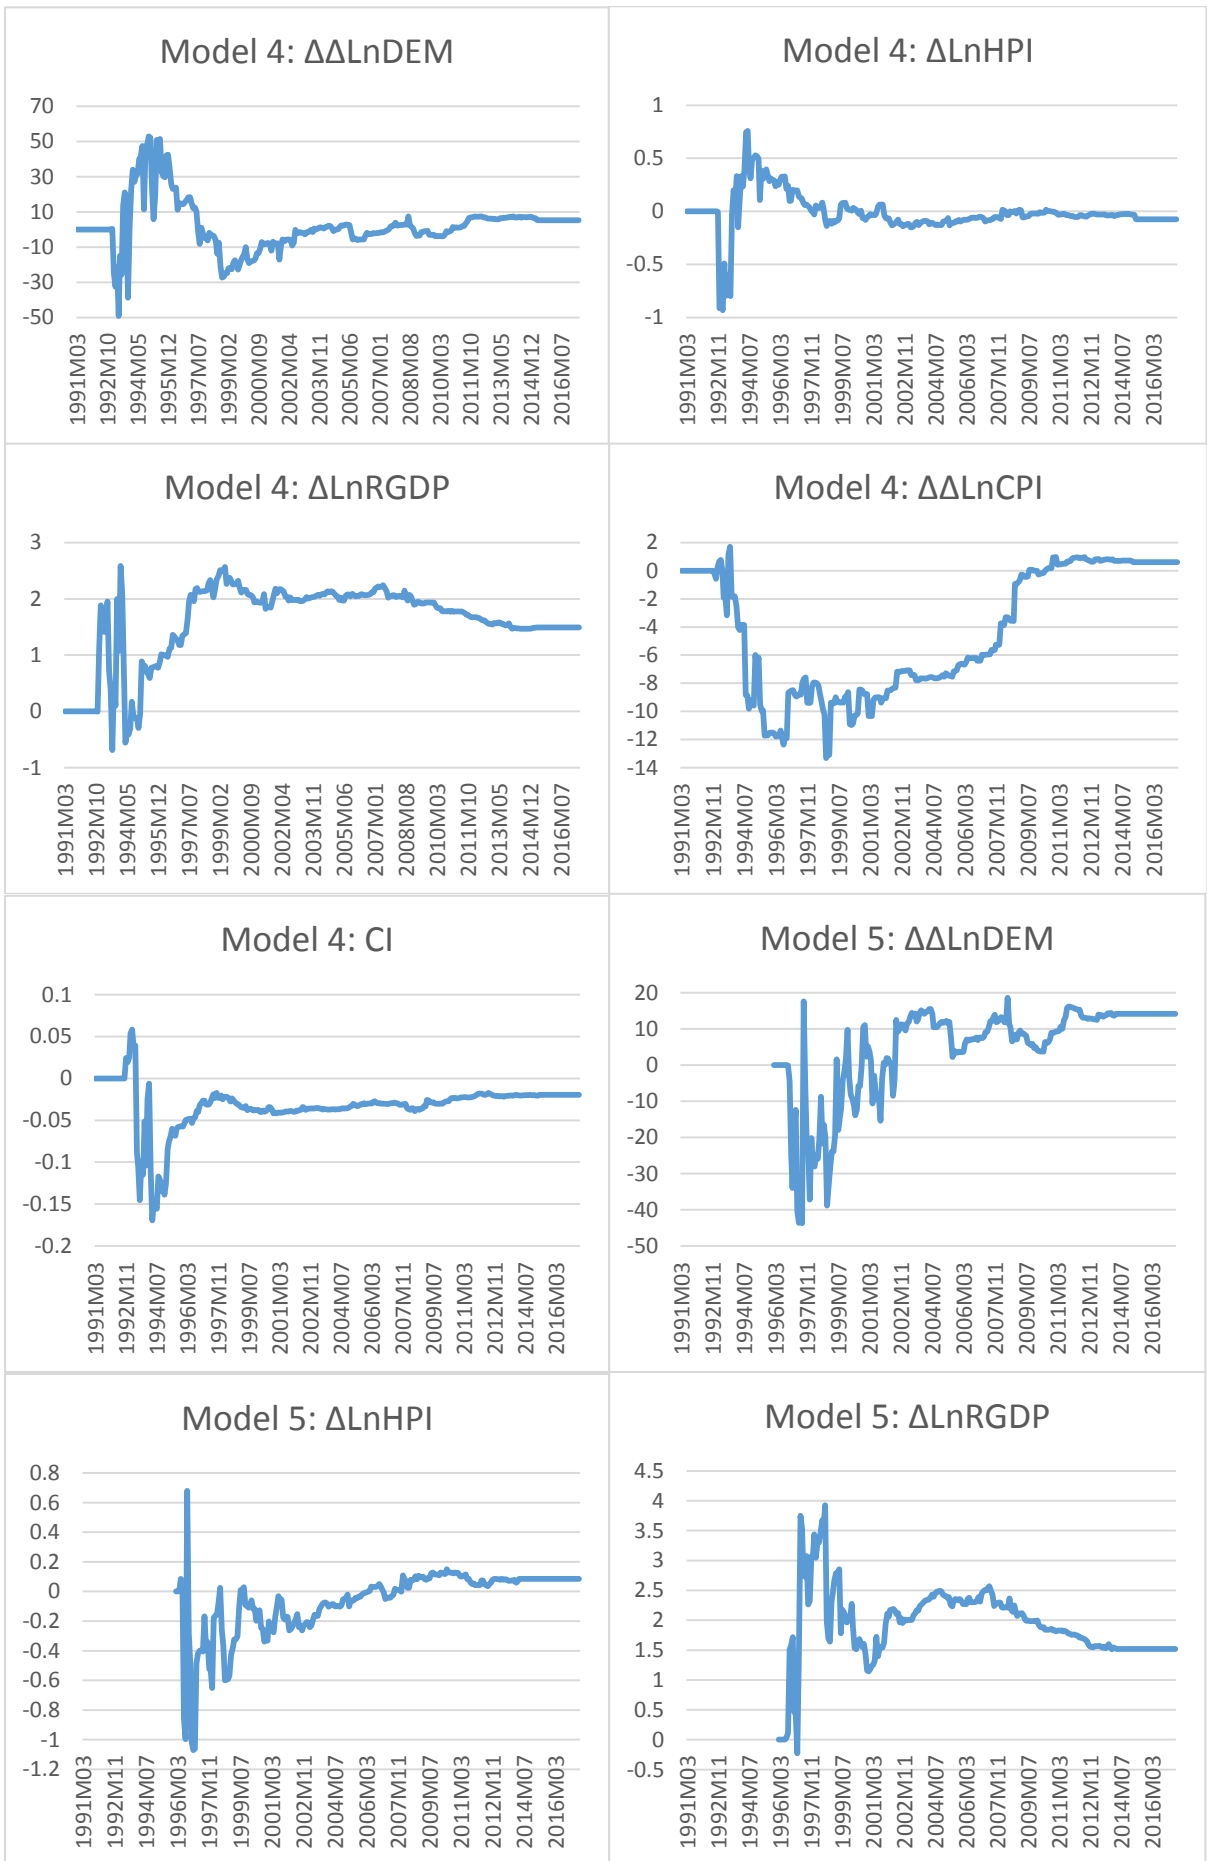 Model 4: ΔΔLnDEM
70
50
30
10
-10
-30
-50
1991M03
1992M10
1994M05
1995M12
1997M07
1999M02
2000M09
2002M04
2003M11
2005M06
2007M01
2008M08
2010M03
2011M10
2013M05
2014M12
2016M07
Model 4: ΔLnHPI
1
0.5
0
-0.5
-1
1991M03
1992M11
1994M07
1996M03
1997M11
1999M07
2001M03
2002M11
2004M07
2006M03
2007M11
2009M07
2011M03
2012M11
2014M07
2016M03
Model 4: ΔLnRGDP
3
2
1
0
-1
1991M03
1992M10
1994M05
1995M12
1997M07
1999M02
2000M09
2002M04
2003M11
2005M06
2007M01
2008M08
2010M03
2011M10
2013M05
2014M12
2016M07
Model 4: ΔΔLnCPI
2
0
-2
-4
-6
-8
-10
-12
-14
1991M03
1992M11
1994M07
1996M03
1997M11
1999M07
2001M03
2002M11
2004M07
2006M03
2007M11
2009M07
2011M03
2012M11
2014M07
2016M03
Model 4: CI
0.1
0.05
0
-0.05
-0.1
-0.15
-0.2
1991M03
1992M11
1994M07
1996M03
1997M11
1999M07
2001M03
2002M11
2004M07
2006M03
2007M11
2009M07
2011M03
2012M11
2014M07
2016M03
Model 5: ΔΔLnDEM
20
10
0
-10
-20
-30
-40
-50
1991M03
1992M11
1994M07
1996M03
1997M11
1999M07
2001M03
2002M11
2004M07
2006M03
2007M11
2009M07
2011M03
2012M11
2014M07
2016M03
Model 5: ΔLnHPI
0.8
0.6
0.4
0.2
0
-0.2
-0.4
-0.6
-0.8
-1
-1.2
1991M03
1992M11
1994M07
1996M03
1997M11
1999M07
2001M03
2002M11
2004M07
2006M03
2007M11
2009M07
2011M03
2012M11
2014M07
2016M03
Model 5: ΔLnRGDP
4.5
4
3.5
3
2.5
2
1.5
1
0.5
0
-0.5
1991M03
1992M11
1994M07
1996M03
1997M11
1999M07
2001M03
2002M11
2004M07
2006M03
2007M11
2009M07
2011M03
2012M11
2014M07
2016M03